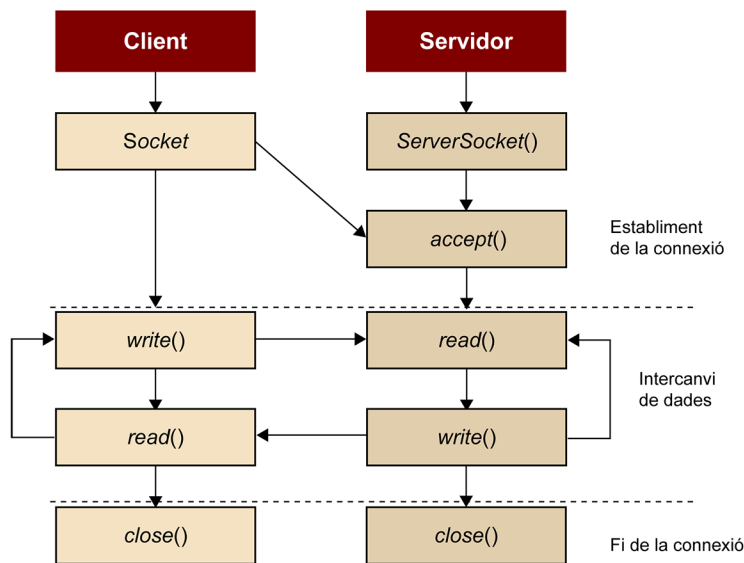 Client
Servidor
Socket
ServerSocket()
accept()
Establiment
de la connexió
write()
read()
Intercanvi
de dades
read()
write()
close()
close()
Fi de la connexió